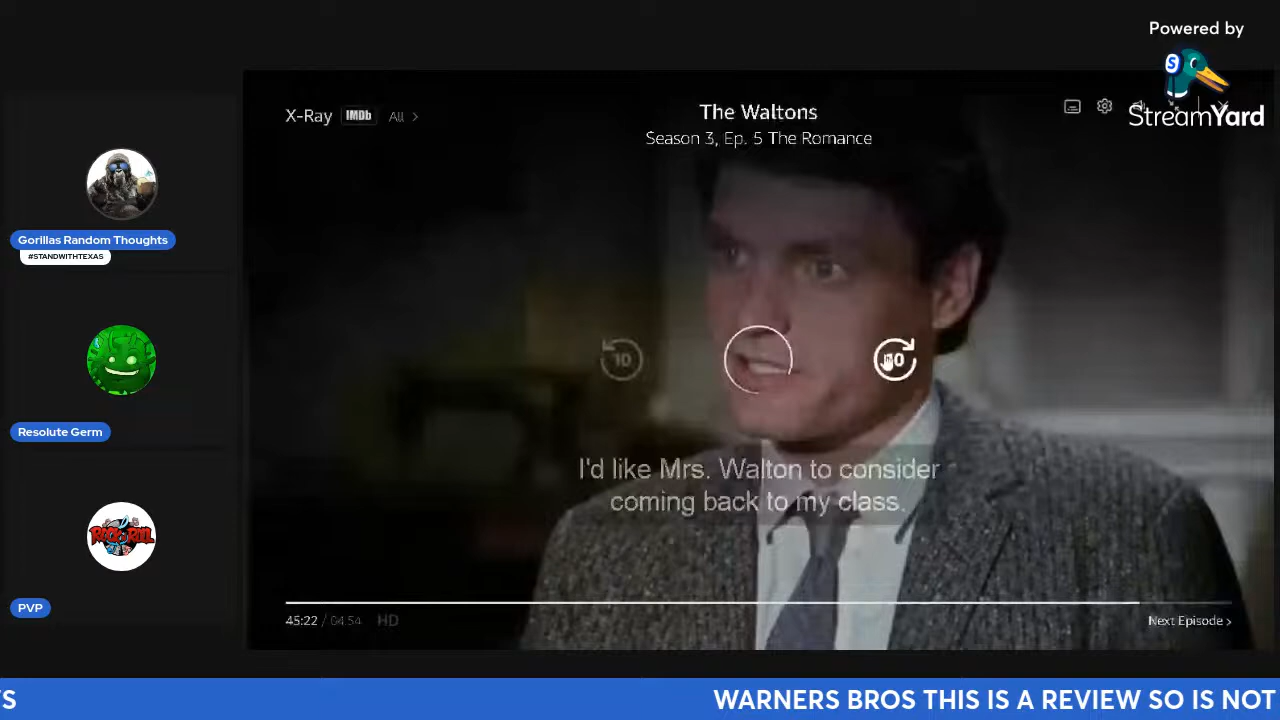 Powered by
StreamYard
X-Ray IMDb All >
The Waltons
Season 3, Ep. 5 The Romance
Gorillas Random Thoughts
#STANDWITHTEXAS
10
Resolute Germ
I'd like Mrs. Walton to consider
coming back to my class.
PVP
45:22 / 04:54 HD
Next Episode >
WARNERS BROS THIS IS A REVIEW SO IS NOT